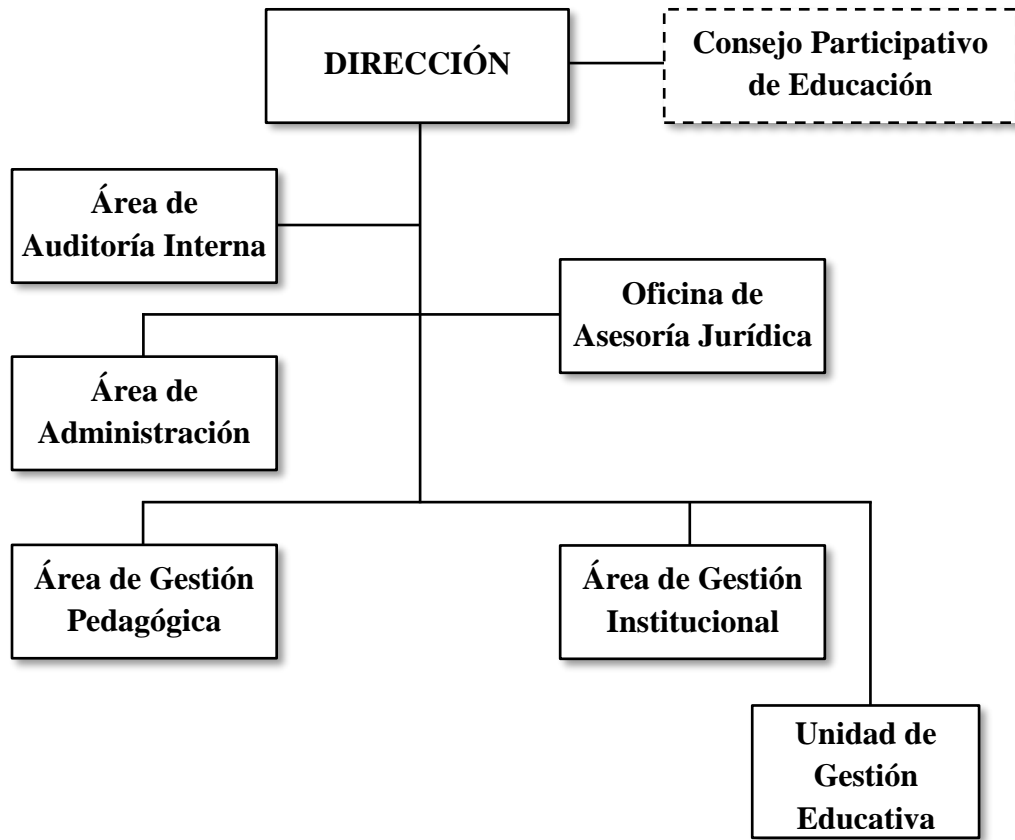 DIRECCIÓN
Consejo Participativo
de Educación
Área de
Auditoría Interna
Oficina de
Asesoría Jurídica
Área de
Administración
Área de Gestión
Pedagógica
Área de Gestión
Institucional
Unidad de
Gestión
Educativa